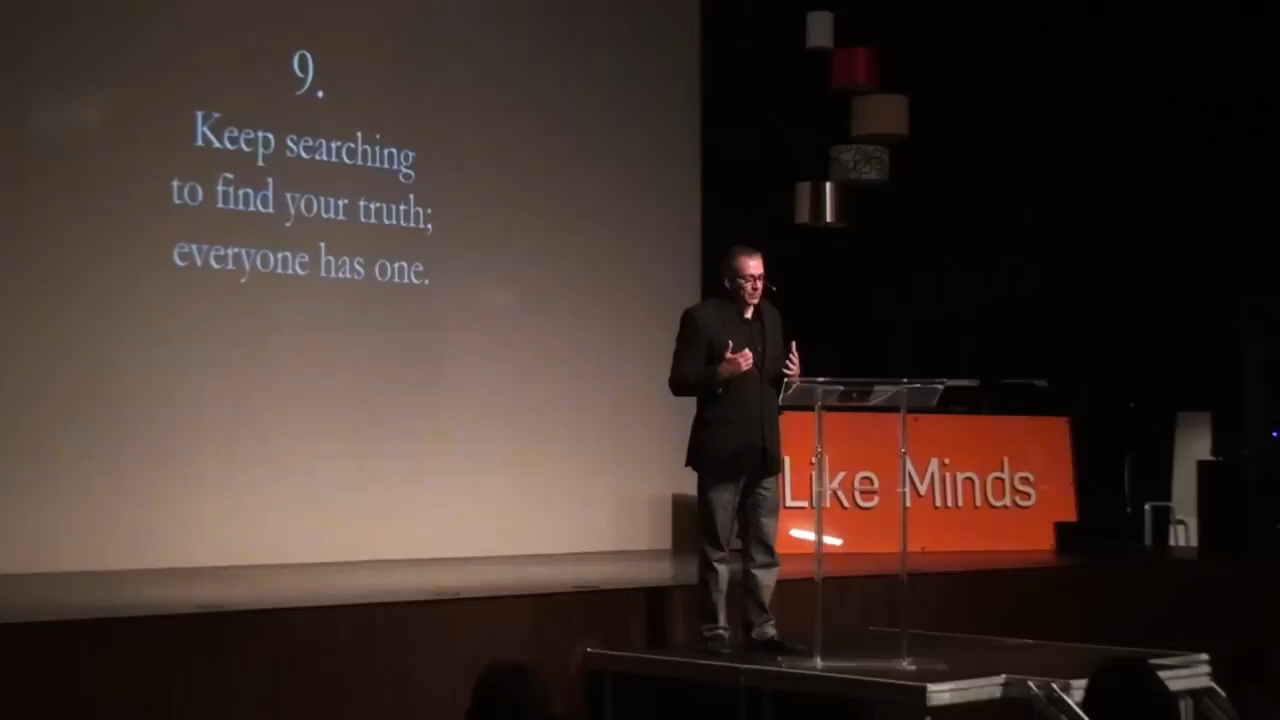 9.
Keep searching
to find your truth;
everyone has one.
Like Minds